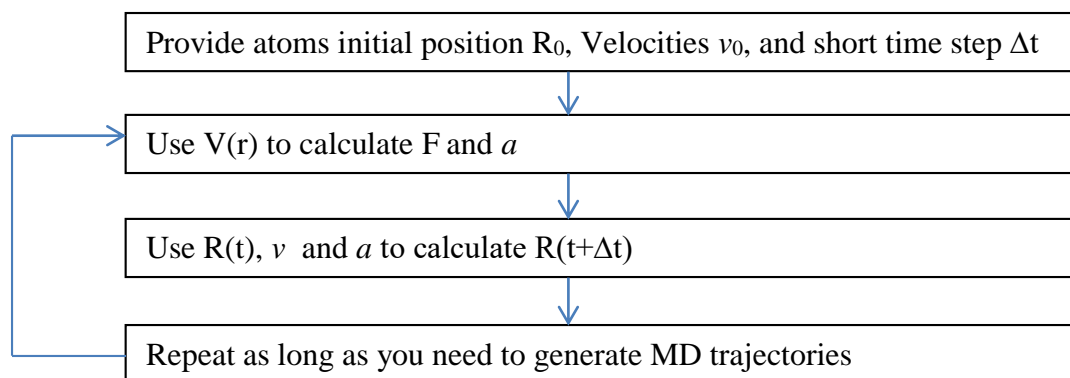 Provide atoms initial position R₀, Velocities v₀, and short time step Δt
Use V(r) to calculate F and a
Use R(t), v and a to calculate R(t+Δt)
Repeat as long as you need to generate MD trajectories